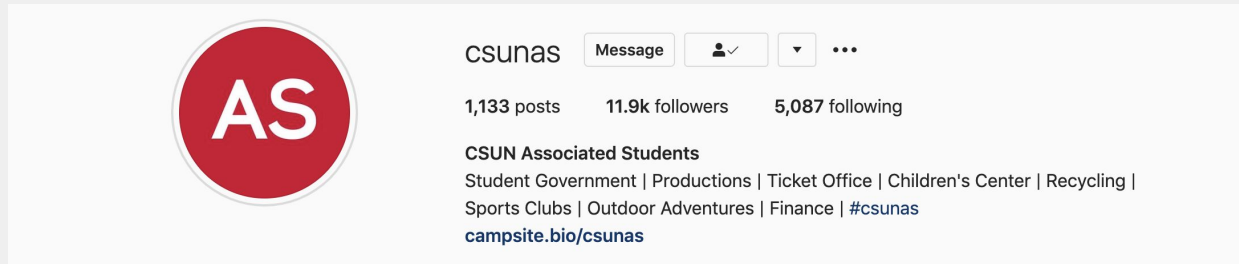 AS
csunas Message
1,133 posts 11.9k followers 5,087 following
CSUN Associated Students
Student Government | Productions | Ticket Office | Children's Center | Recycling |
Sports Clubs | Outdoor Adventures | Finance | #csunas
campsite.bio/csunas